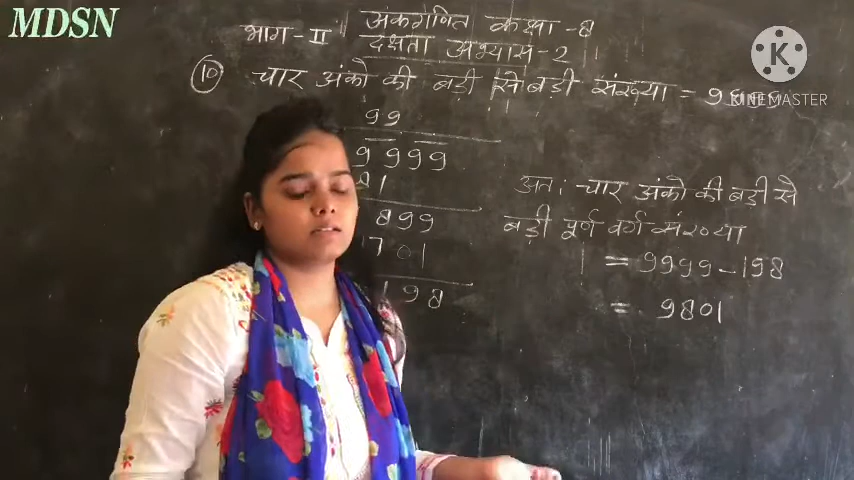 MDSN
भाग-II अंकगणित कक्षा-8
दक्षता अभ्यास-2
10 चार अंको की बड़ी से बड़ी संख्या = 9999
K
KINEMASTER
99
9999
81
899
1701
198
अतः चार अंको की बड़ी से
बड़ी पूर्ण वर्ग संख्या
= 9999-198
= 9801